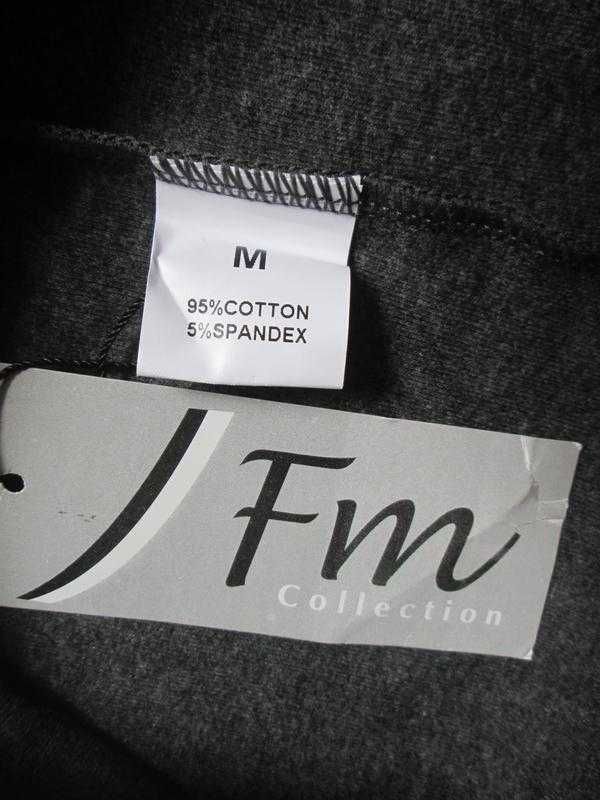 M
95%COTTON
5%SPANDEX
Fm
Collection